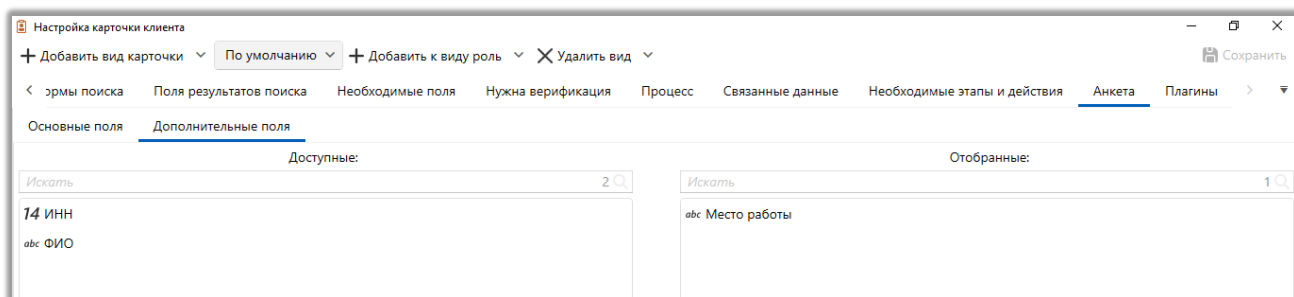 Настройка карточки клиента
Добавить вид карточки По умолчанию Добавить к виду роль Удалить вид Сохранить
ормы поиска Поля результатов поиска Необходимые поля Нужна верификация Процесс Связанные данные Необходимые этапы и действия Анкета Плагины
Основные поля Дополнительные поля
Доступные: Отобранные:
Искать 2 Искать 1
14 ИНН abc Место работы
abc ФИО